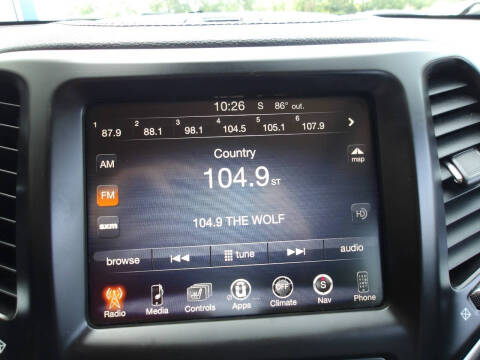 10:26 S 86° out.
1 87.9 2 88.1 3 98.1 4 104.5 5 105.1 6 107.9
Country
AM
map
104.9 ST
FM
104.9 THE WOLF
sxm
browse tune audio
OFF S
Radio Media Controls Apps Climate Nav Phone